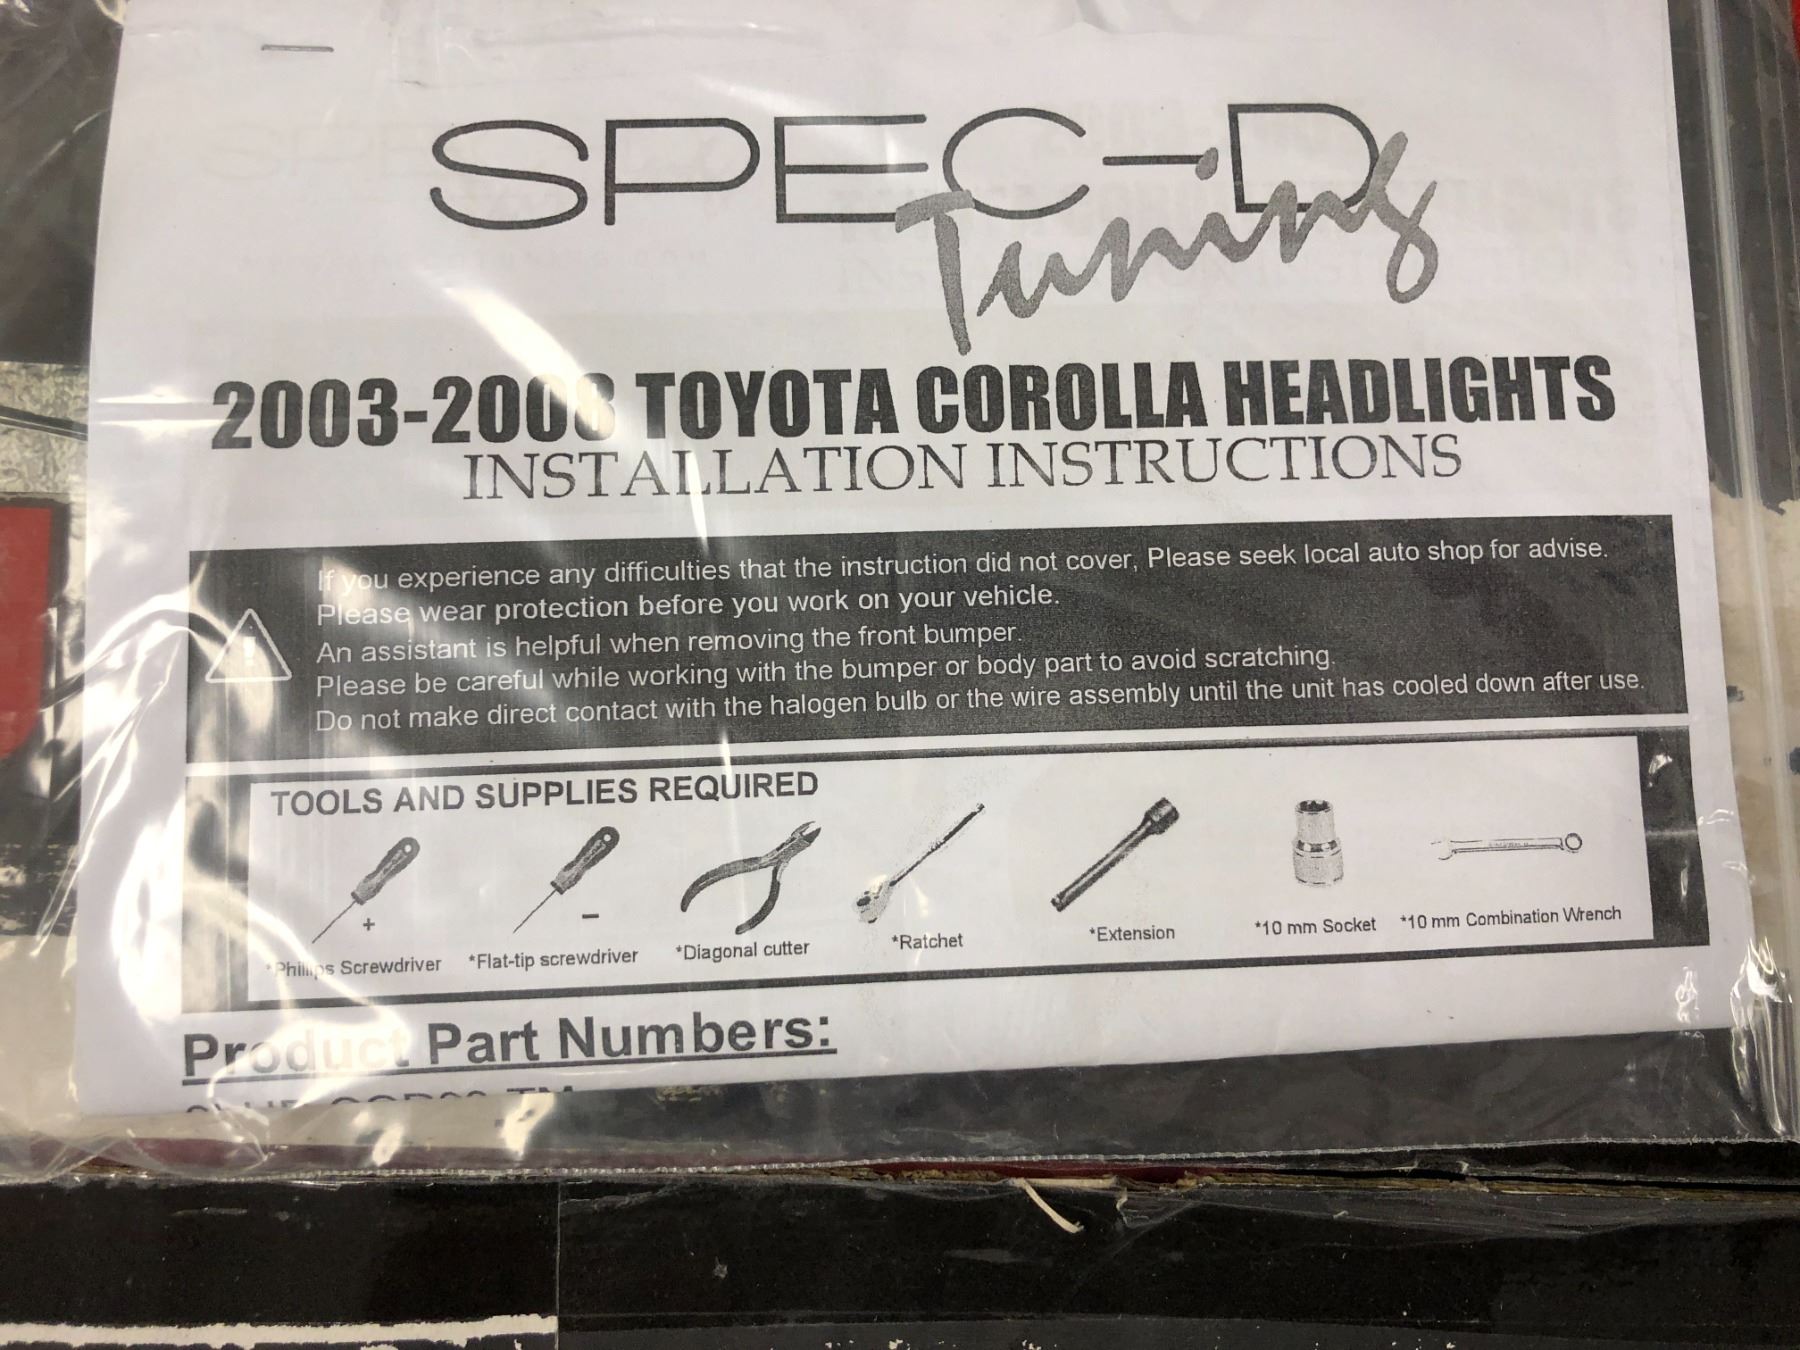 SPEC-D
Tuning
2003-2008 TOYOTA COROLLA HEADLIGHTS
INSTALLATION INSTRUCTIONS
If you experience any difficulties that the instruction did not cover, Please seek local auto shop for advise.
Please wear protection before you work on your vehicle.
An assistant is helpful when removing the front bumper.
Please be careful while working with the bumper or body part to avoid scratching.
Do not make direct contact with the halogen bulb or the wire assembly until the unit has cooled down after use.
TOOLS AND SUPPLIES REQUIRED
*Phillips Screwdriver *Flat-tip screwdriver *Diagonal cutter *Ratchet *Extension *10 mm Socket *10 mm Combination Wrench
Product Part Numbers: